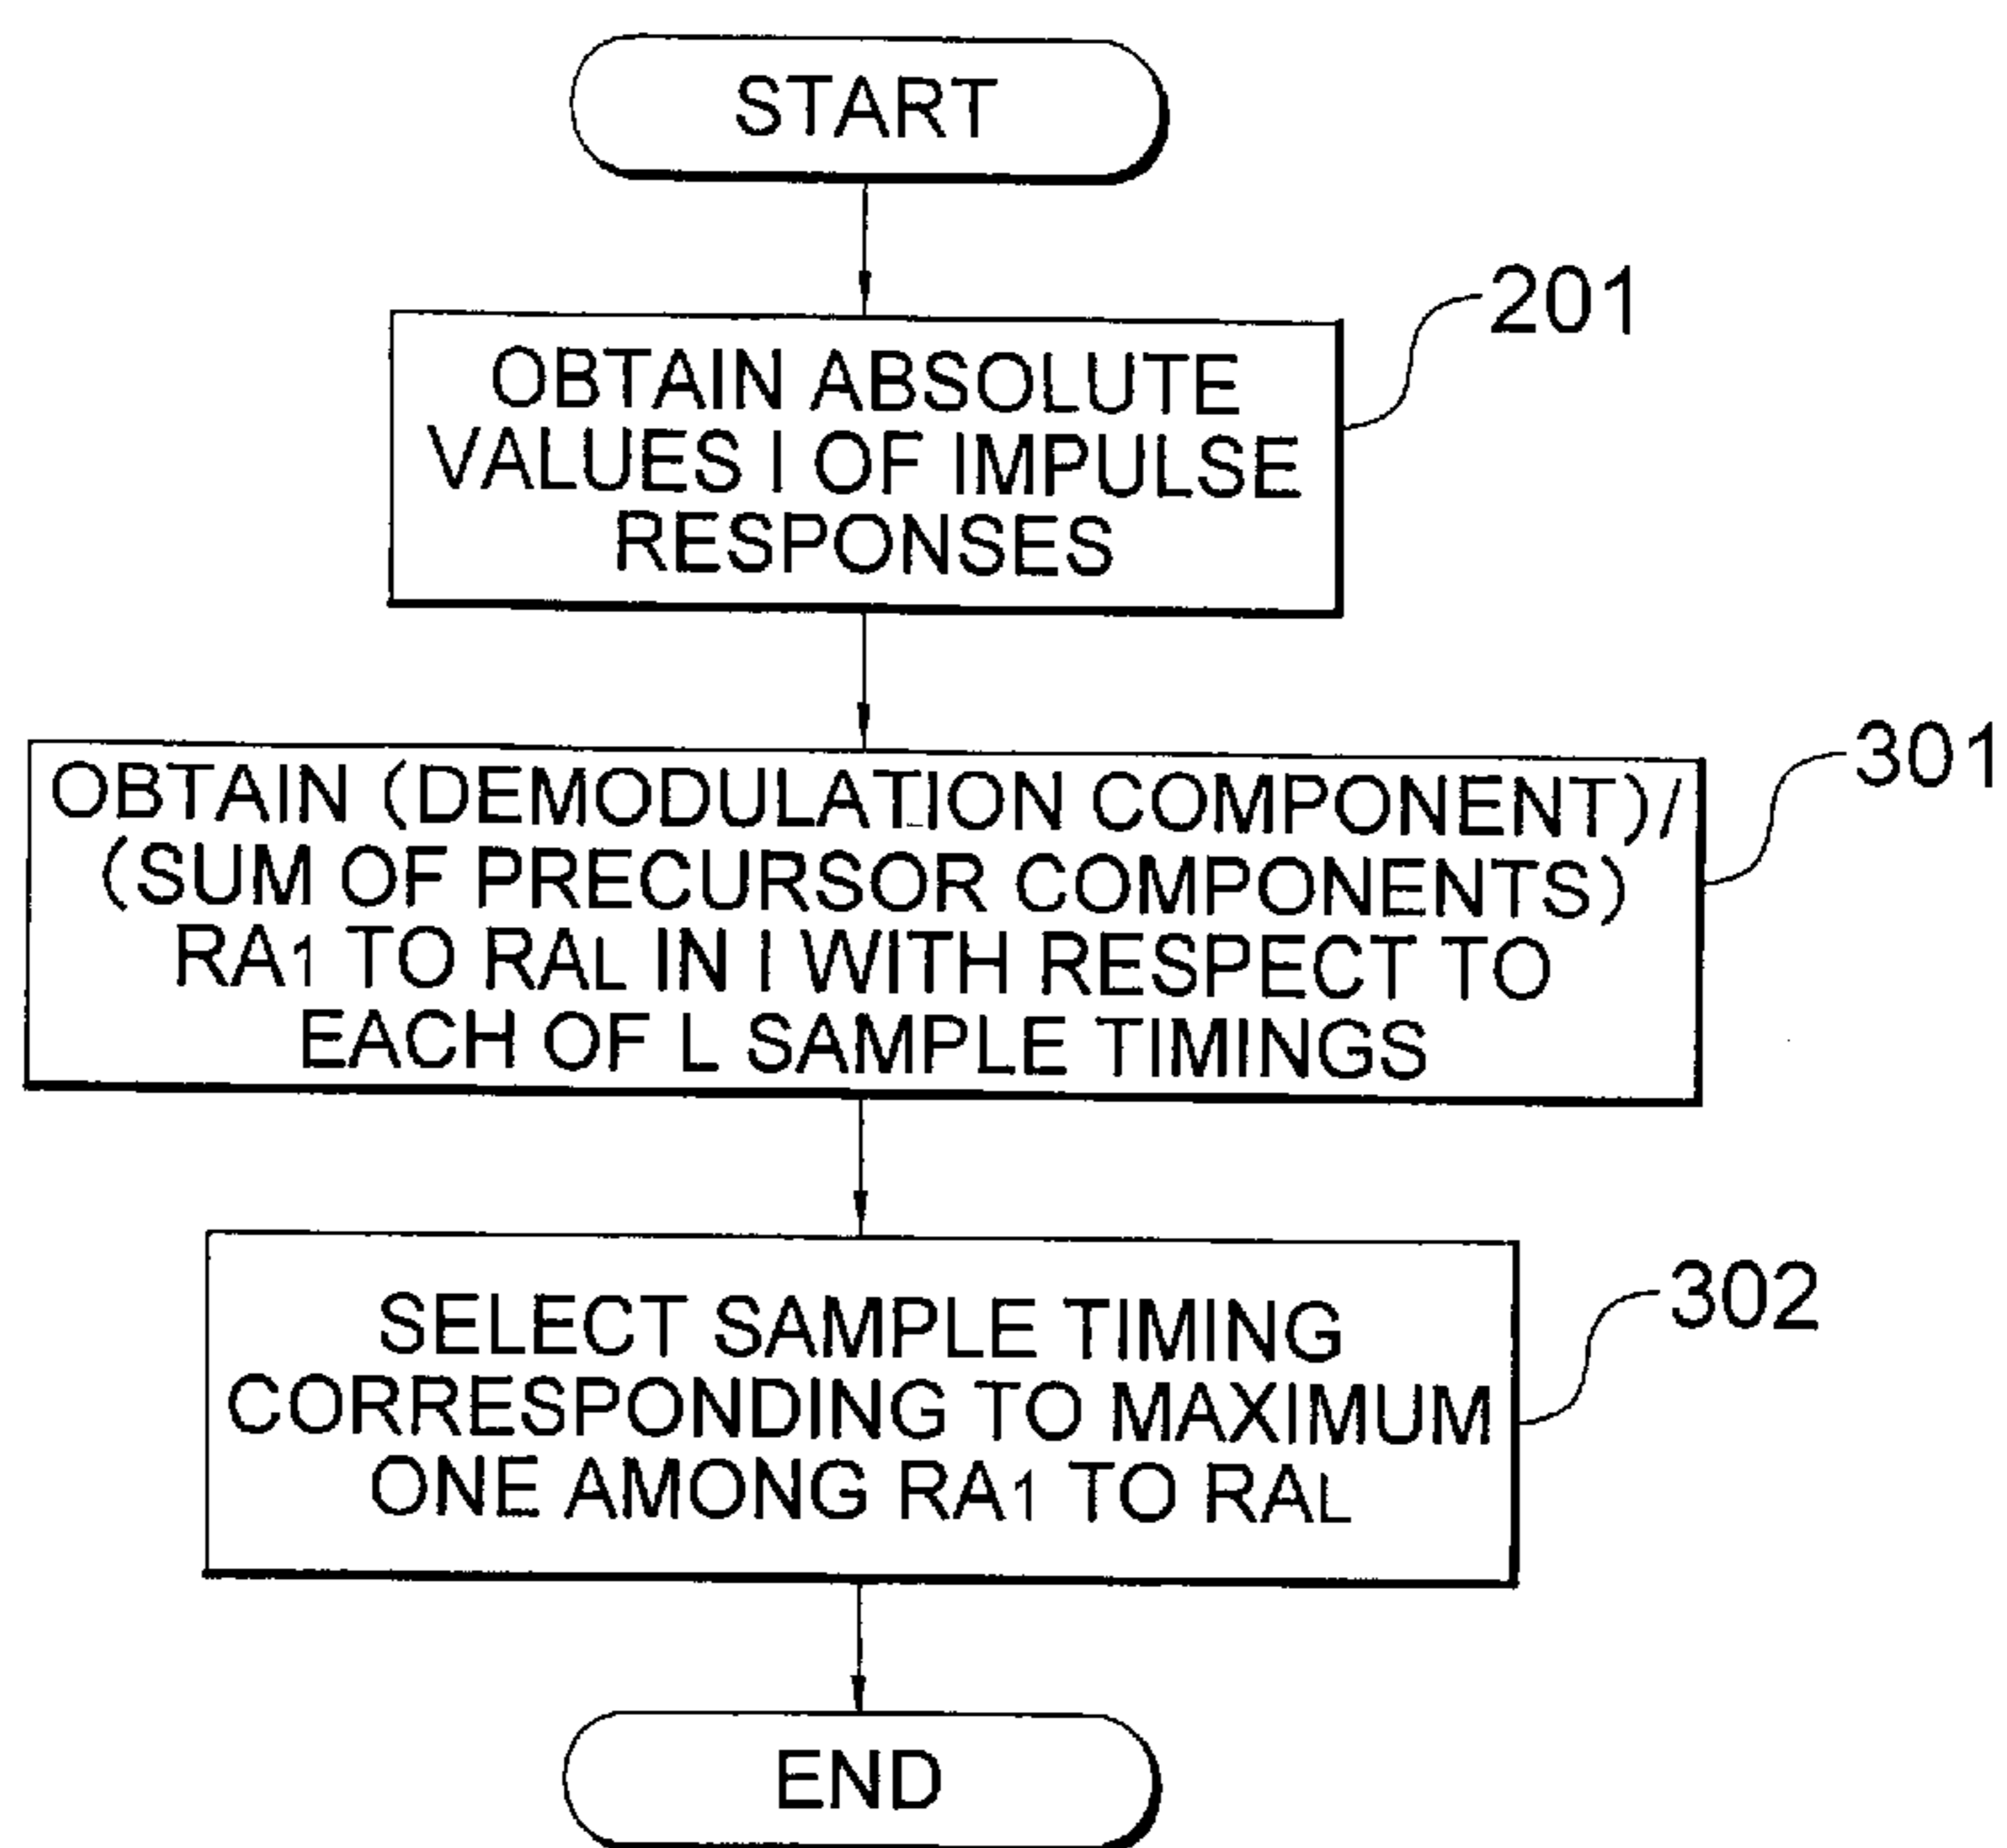 START
201
OBTAIN ABSOLUTE
VALUES I OF IMPULSE
RESPONSES
301
OBTAIN (DEMODULATION COMPONENT)/
(SUM OF PRECURSOR COMPONENTS)
RA1 TO RAL IN I WITH RESPECT TO
EACH OF L SAMPLE TIMINGS
302
SELECT SAMPLE TIMING
CORRESPONDING TO MAXIMUM
ONE AMONG RA1 TO RAL
END